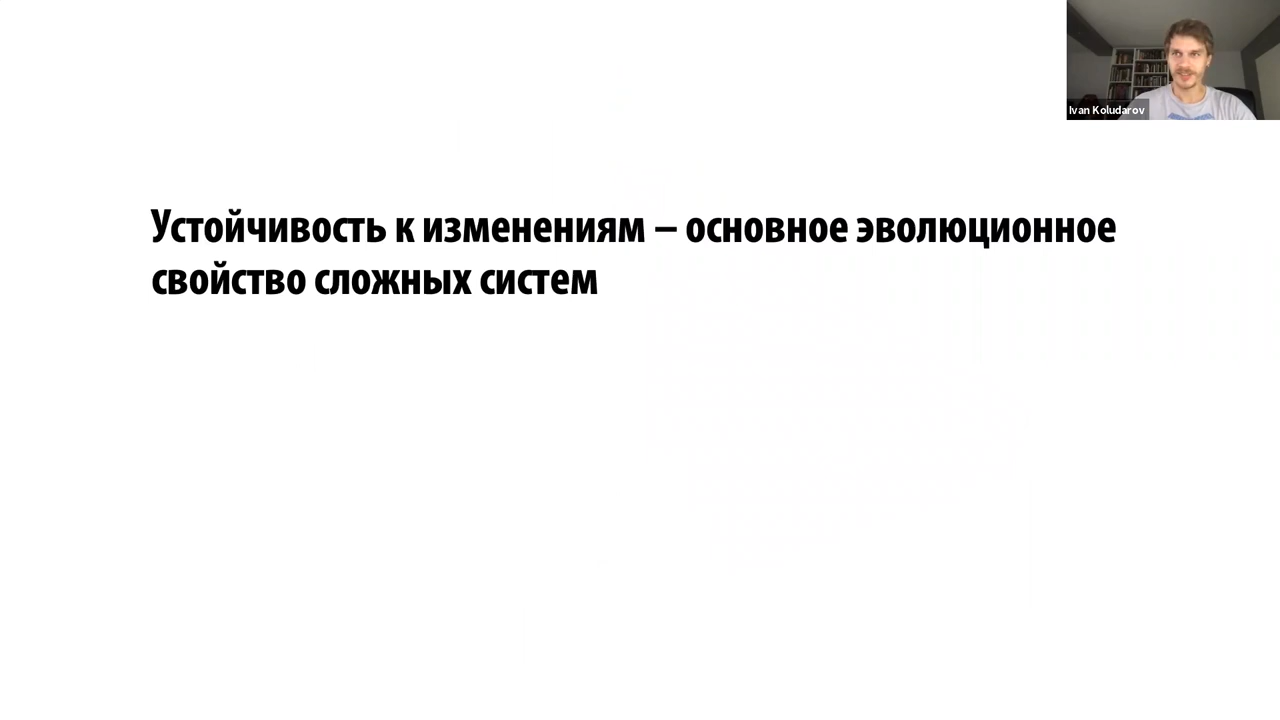 Ivan Koludarov
Устойчивость к изменениям – основное эволюционное
свойство сложных систем